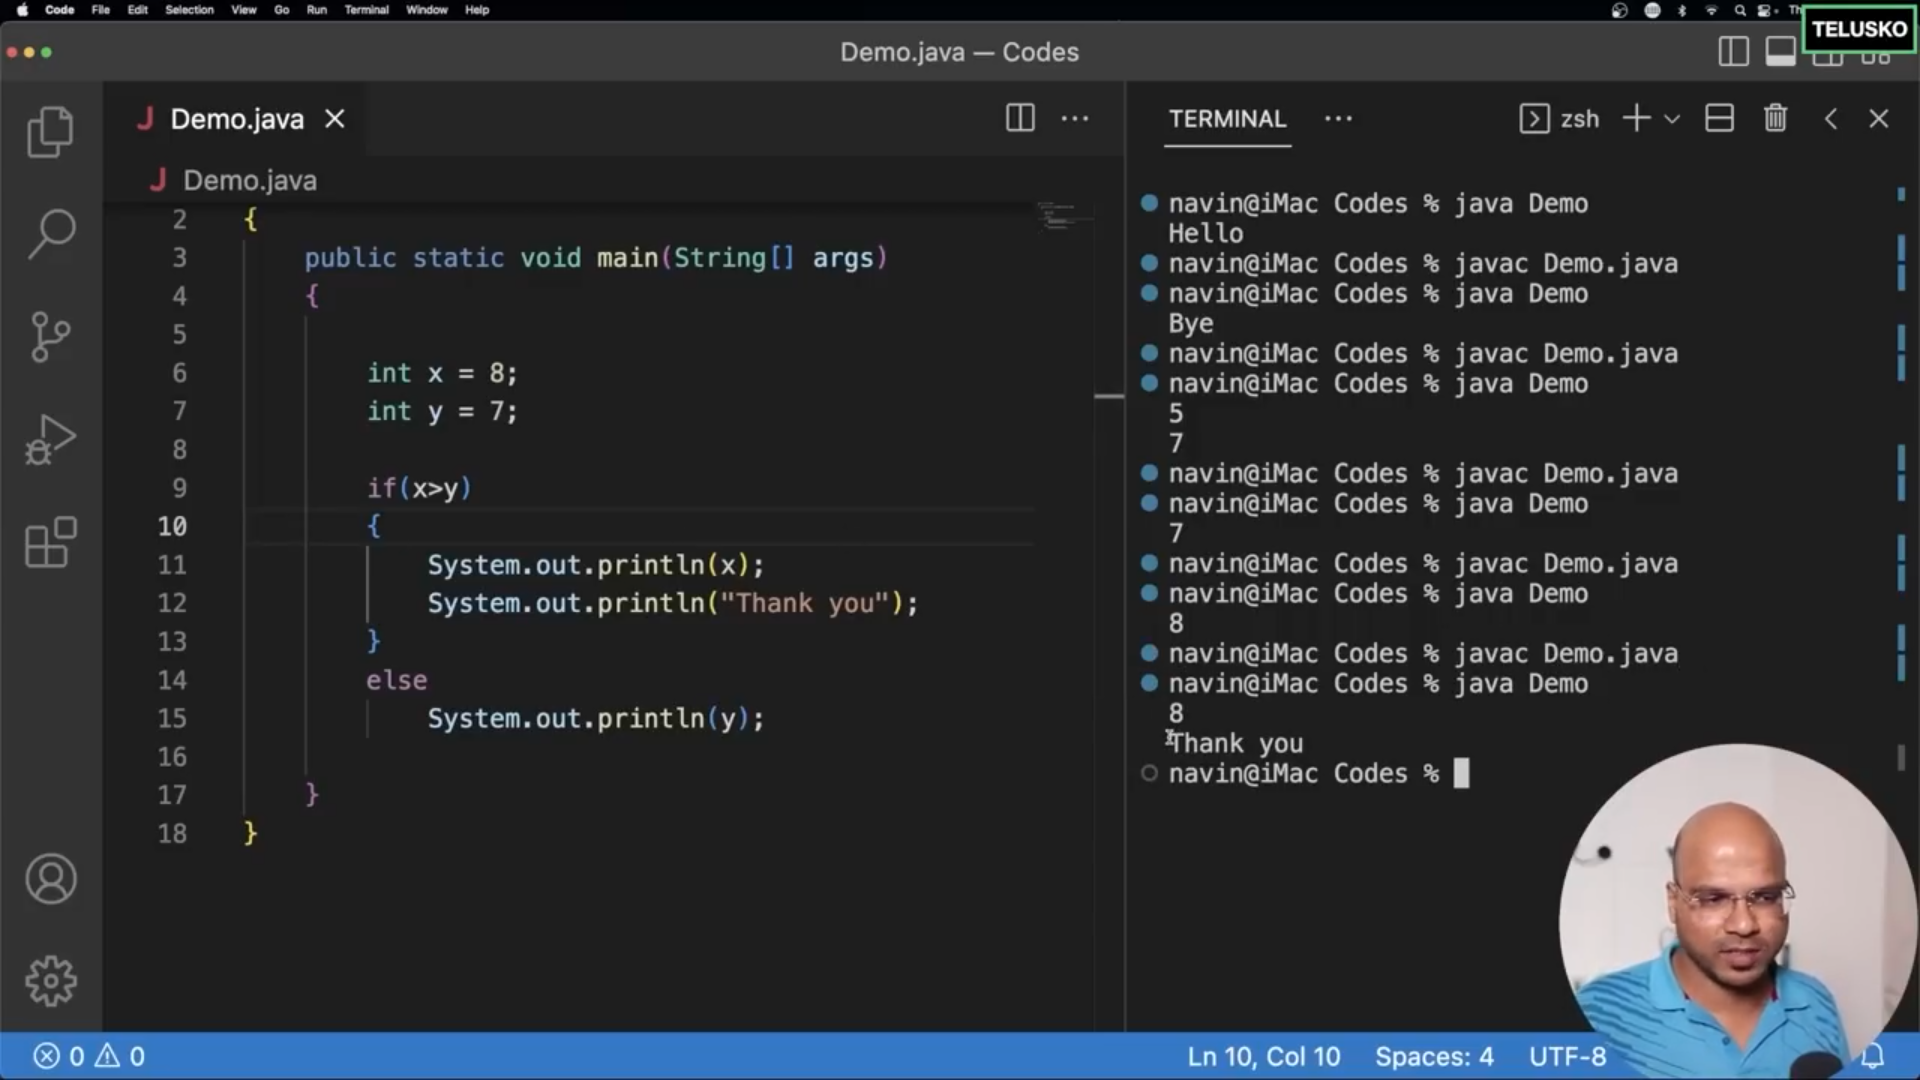 Code File Edit Selection View Go Run Terminal Window Help
TELUSKO
Demo.java — Codes
J Demo.java
J Demo.java
2 {
3 public static void main(String[] args)
4 {
5
6 int x = 8;
7 int y = 7;
8
9 if(x>y)
10 {
11 System.out.println(x);
12 System.out.println("Thank you");
13 }
14 else
15 System.out.println(y);
16
17 }
18 }
TERMINAL zsh
navin@iMac Codes % java Demo
Hello
navin@iMac Codes % javac Demo.java
navin@iMac Codes % java Demo
Bye
navin@iMac Codes % javac Demo.java
navin@iMac Codes % java Demo
5
7
navin@iMac Codes % javac Demo.java
navin@iMac Codes % java Demo
7
navin@iMac Codes % javac Demo.java
navin@iMac Codes % java Demo
8
navin@iMac Codes % javac Demo.java
navin@iMac Codes % java Demo
8
Thank you
navin@iMac Codes %
0 0
Ln 10, Col 10 Spaces: 4 UTF-8